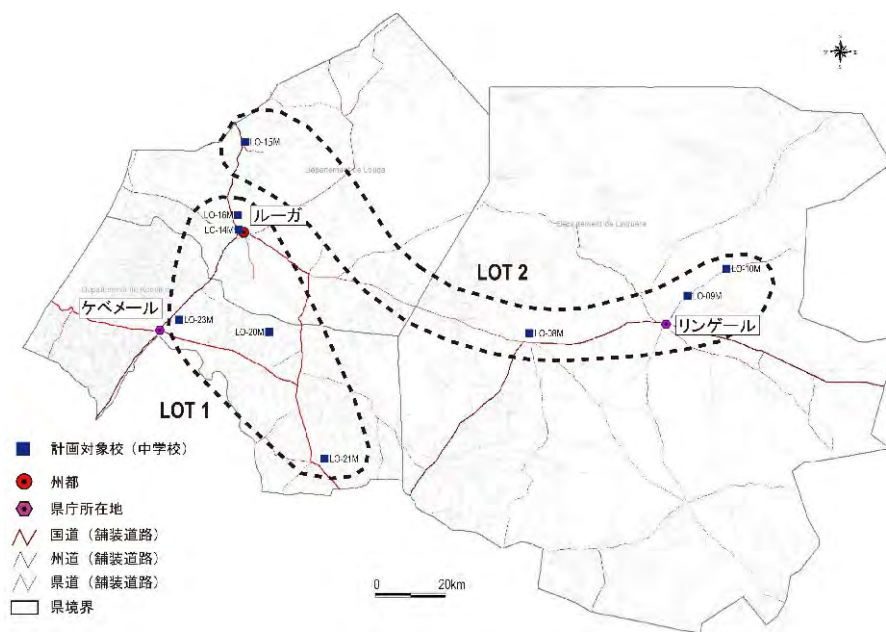 LO-15M
Département de Louga
LO-16M
ルーガ
LO-14M
Département de Linguère
LOT 2
LO-10M
LO-09M
ケベメール
LO-23M
LO-20M
LO-08M
リンゲール
LOT 1
LO-21M
計画対象校（中学校）
州都
県庁所在地
国道（舗装道路）
州道（舗装道路）
県道（舗装道路）
県境界
0 20km